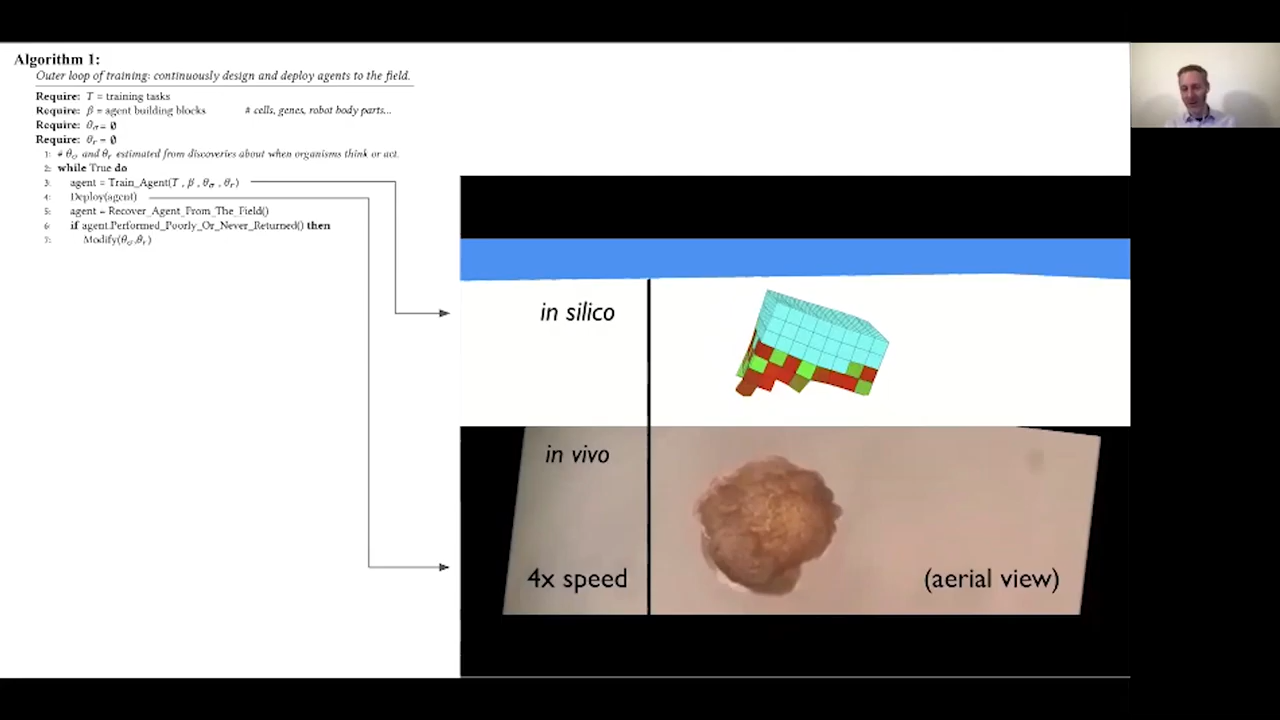 Algorithm 1:
Outer loop of training: continuously design and deploy agents to the field.
Require: T = training tasks
Require: β = agent building blocks # cells, genes, robot body parts...
Require: θσ = ∅
Require: θr = ∅
1: # θσ and θr estimated from discoveries about when organisms think or act.
2: while True do
3: agent = Train_Agent(T , β , θσ , θr)
4: Deploy(agent)
5: agent = Recover_Agent_From_The_Field()
6: if agent.Performed_Poorly_Or_Never_Returned() then
7: Modify(θσ,θr)
in silico
in vivo
4x speed (aerial view)